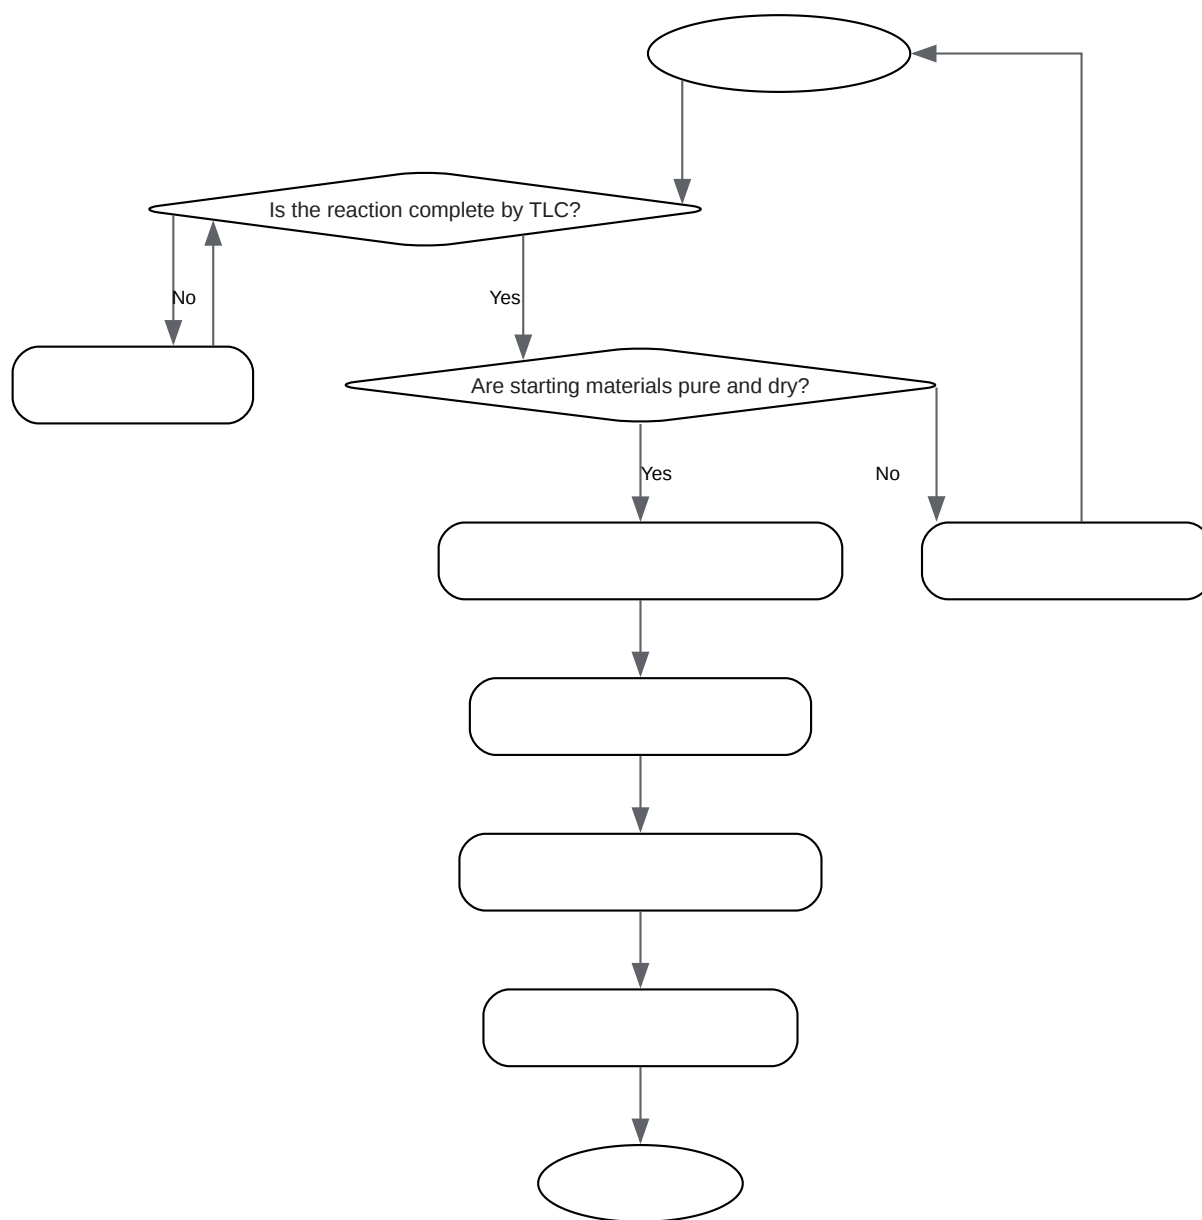 Is the reaction complete by TLC?
No
Yes
Are starting materials pure and dry?
Yes
No